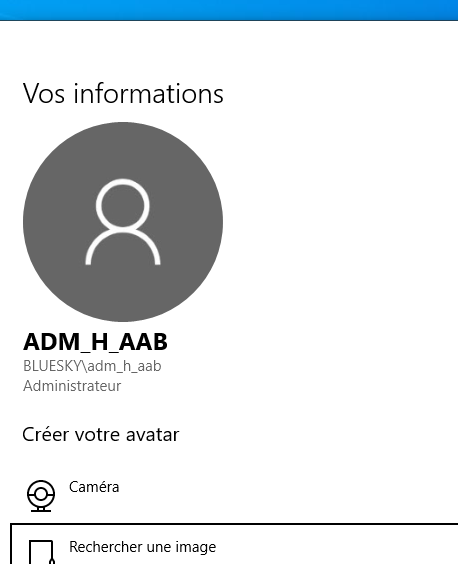 Vos informations
ADM_H_AAB
BLUESKY\adm_h_aab
Administrateur
Créer votre avatar
Caméra
Rechercher une image